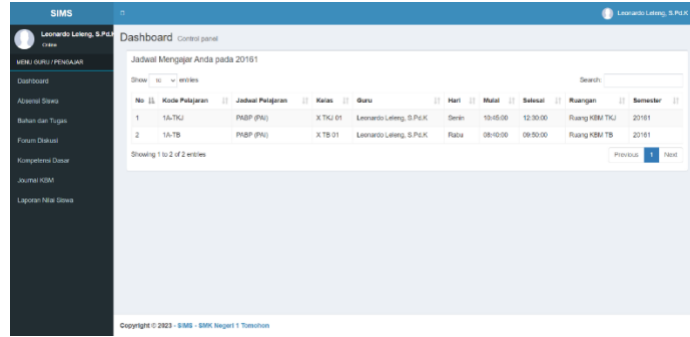 SIMS
Leonardo Leleng, S.Pd.K
Leonardo Leleng, S.Pd.K
Online
Dashboard Control panel
MENU GURU / PENGAJAR
Dashboard
Absensi Siswa
Bahan dan Tugas
Forum Diskusi
Kompetensi Dasar
Journal KBM
Laporan Nilai Siswa
Jadwal Mengajar Anda pada 20161
Show 10 entries Search:
No Kode Pelajaran Jadwal Pelajaran Kelas Guru Hari Mulai Selesai Ruangan Semester
1 1A-TKJ PABP (PAI) X TKJ 01 Leonardo Leleng, S.Pd.K Senin 10:45:00 12:30:00 Ruang KBM TKJ 20161
2 1A-TB PABP (PAI) X TB 01 Leonardo Leleng, S.Pd.K Rabu 08:40:00 09:50:00 Ruang KBM TB 20161
Showing 1 to 2 of 2 entries Previous 1 Next
Copyright © 2023 - SIMS - SMK Negeri 1 Tomohon